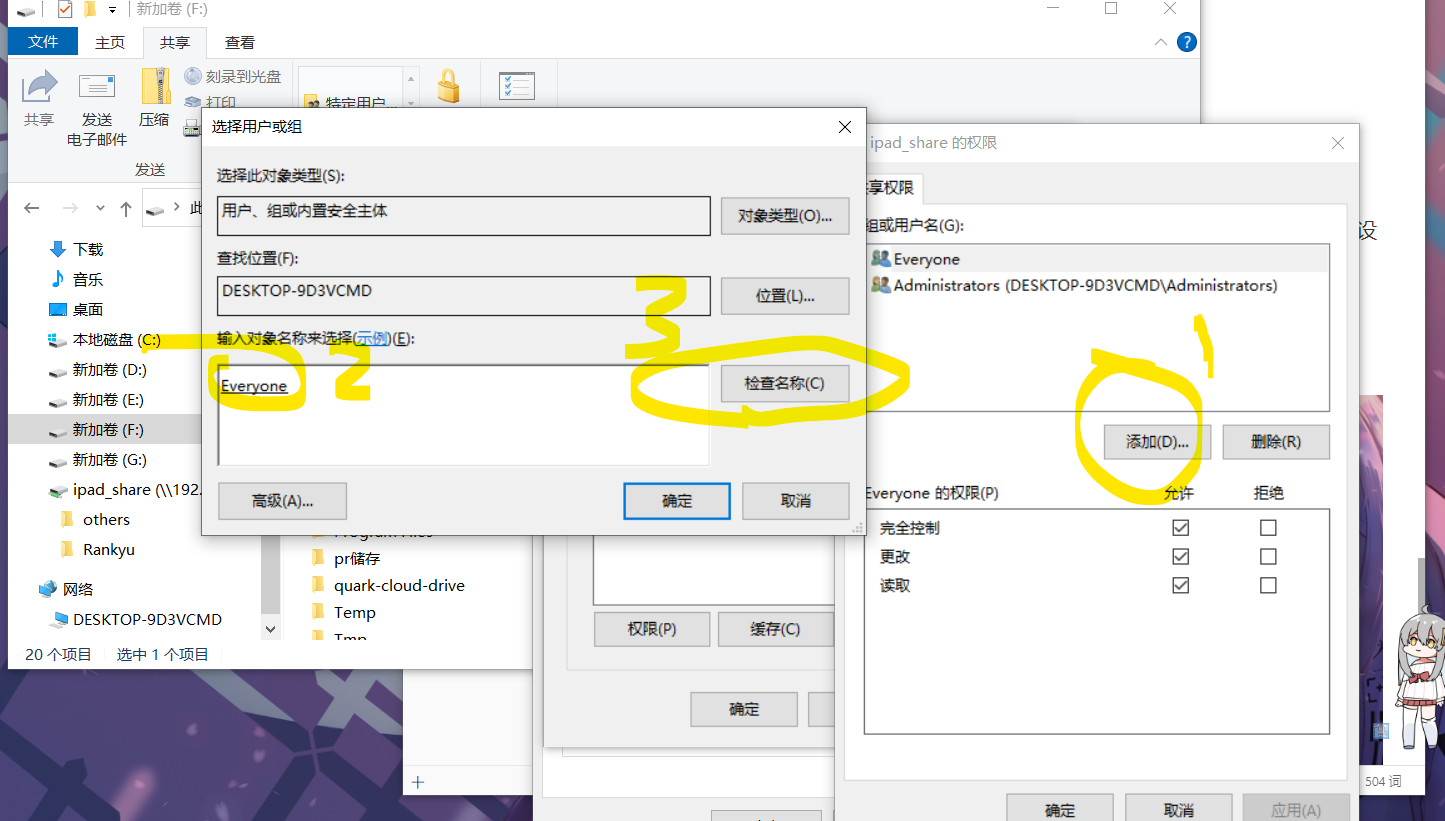 新加卷 (F:)
文件 主页 共享 查看
刻录到光盘
打印
特定用户...
共享 发送 电子邮件 压缩
发送
选择用户或组
选择此对象类型(S):
用户、组或内置安全主体
对象类型(O)...
查找位置(F):
DESKTOP-9D3VCMD
位置(L)...
输入对象名称来选择(示例)(E):
Everyone
检查名称(C)
高级(A)...
确定
取消
1
2
3
ipad_share 的权限
享权限
组或用户名(G):
Everyone
Administrators (DESKTOP-9D3VCMD\Administrators)
添加(D)...
删除(R)
Everyone 的权限(P)
允许
拒绝
完全控制
更改
读取
确定
取消
应用(A)
此
下载
音乐
桌面
本地磁盘 (C:)
新加卷 (D:)
新加卷 (E:)
新加卷 (F:)
新加卷 (G:)
ipad_share (\\192.
others
Rankyu
网络
DESKTOP-9D3VCMD
20 个项目
选中 1 个项目
Program Files
pr储存
quark-cloud-drive
Temp
Tmp
权限(P)
缓存(C)
确定
设
504 词